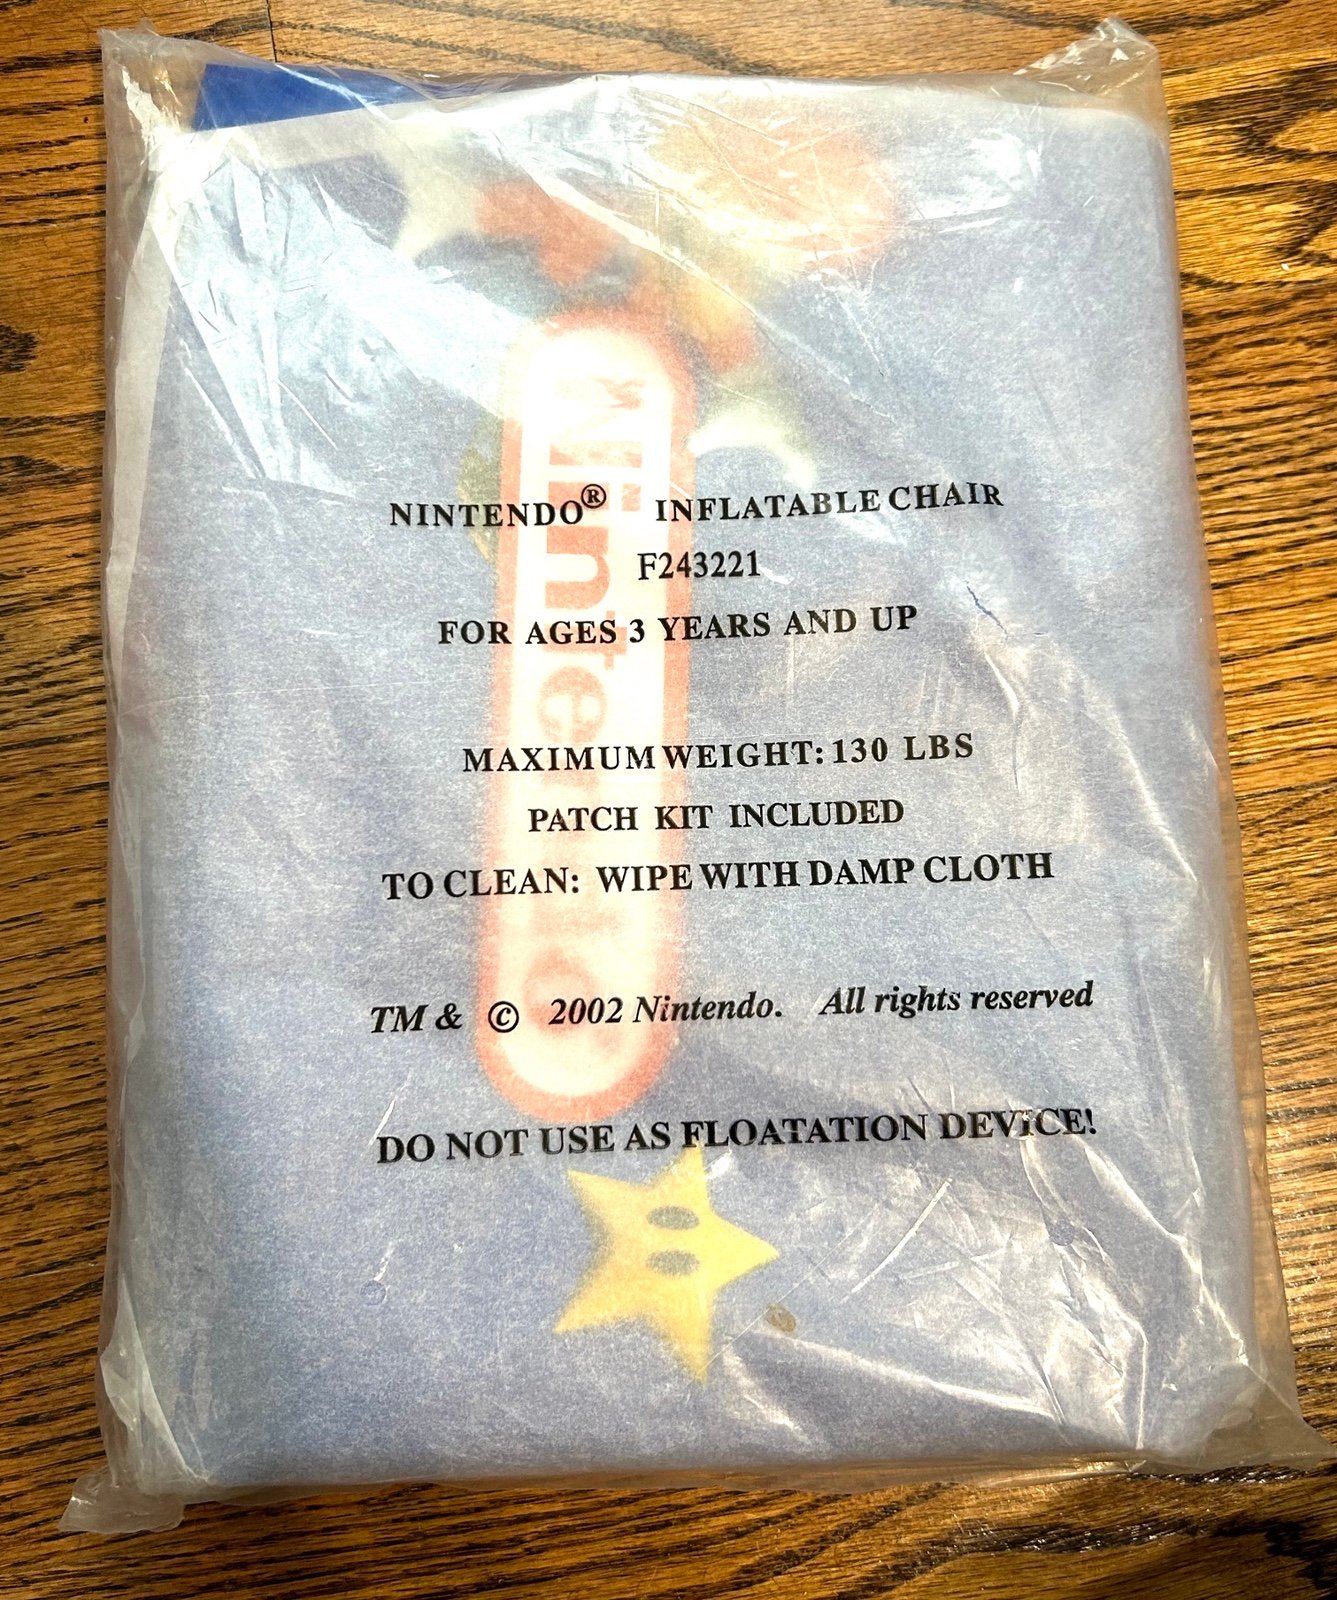 NINTENDO® INFLATABLE CHAIR
F243221
FOR AGES 3 YEARS AND UP
MAXIMUM WEIGHT: 130 LBS
PATCH KIT INCLUDED
TO CLEAN: WIPE WITH DAMP CLOTH
TM & © 2002 Nintendo. All rights reserved
DO NOT USE AS FLOATATION DEVICE!
Nintendo